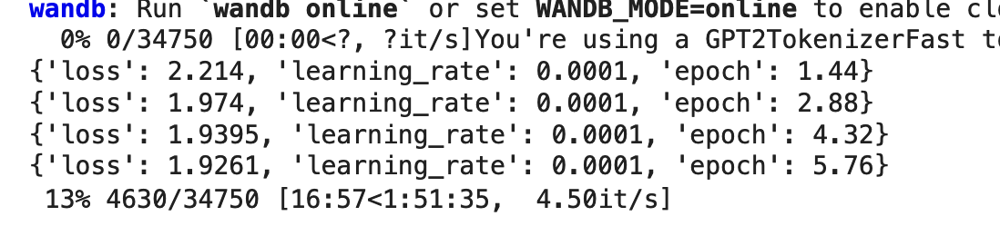 wandb: Run `wandb online` or set WANDB_MODE=online to enable
0% 0/34750 [00:00<?, ?it/s]You're using a GPT2TokenizerFast
{'loss': 2.214, 'learning_rate': 0.0001, 'epoch': 1.44}
{'loss': 1.974, 'learning_rate': 0.0001, 'epoch': 2.88}
{'loss': 1.9395, 'learning_rate': 0.0001, 'epoch': 4.32}
{'loss': 1.9261, 'learning_rate': 0.0001, 'epoch': 5.76}
13% 4630/34750 [16:57<1:51:35,  4.50it/s]